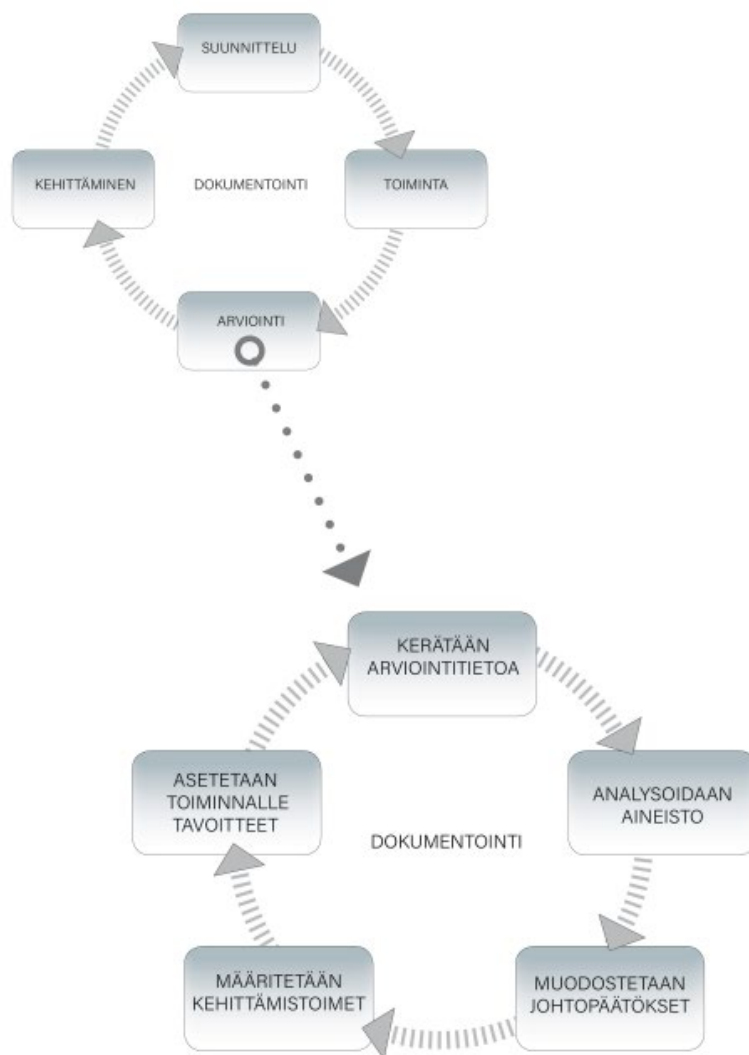 SUUNNITTELU
KEHITTÄMINEN
DOKUMENTOINTI
TOIMINTA
ARVIOINTI
KERÄTÄÄN
ARVIOINTITIETOA
ASETETAAN
TOIMINNALLE
TAVOITTEET
ANALYSOIDAAN
AINEISTO
DOKUMENTOINTI
MÄÄRITETÄÄN
KEHITTÄMISTOIMET
MUODOSTETAAN
JOHTOPÄÄTÖKSET